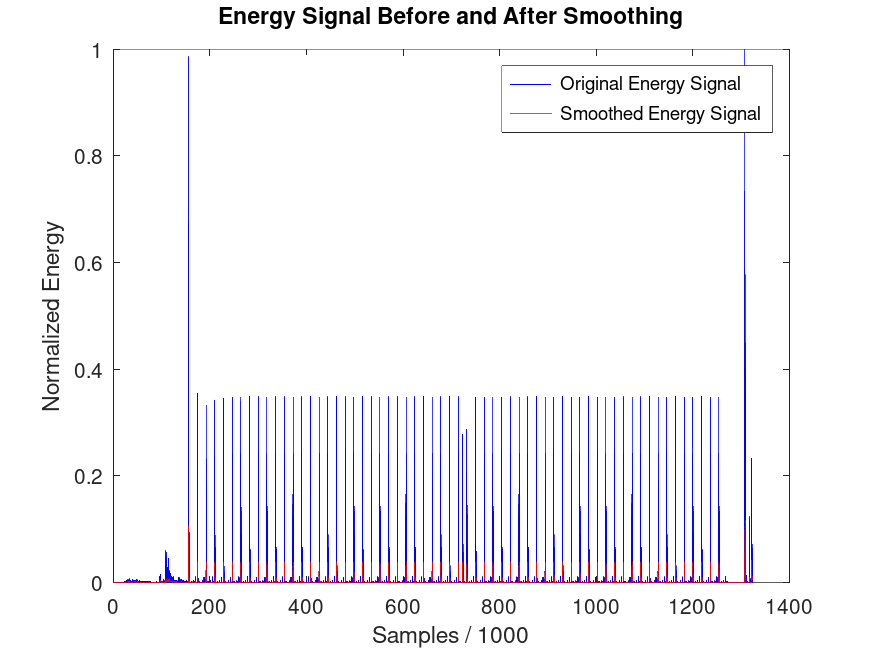 Energy Signal Before and After Smoothing
1
Original Energy Signal
Smoothed Energy Signal
0.8
0.6
0.4
0.2
0
Normalized Energy
0 200 400 600 800 1000 1200 1400
Samples / 1000